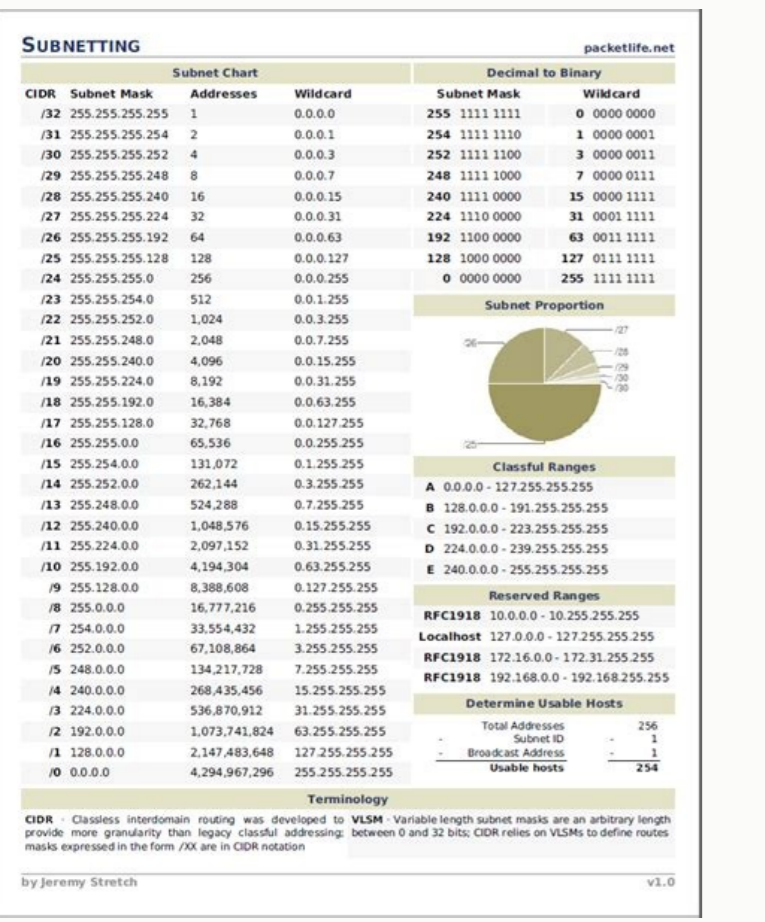 SUBNETTING packetlife.net
Subnet Chart
CIDR Subnet Mask Addresses Wildcard
/32 255.255.255.255 1 0.0.0.0
/31 255.255.255.254 2 0.0.0.1
/30 255.255.255.252 4 0.0.0.3
/29 255.255.255.248 8 0.0.0.7
/28 255.255.255.240 16 0.0.0.15
/27 255.255.255.224 32 0.0.0.31
/26 255.255.255.192 64 0.0.0.63
/25 255.255.255.128 128 0.0.0.127
/24 255.255.255.0 256 0.0.0.255
/23 255.255.254.0 512 0.0.1.255
/22 255.255.252.0 1,024 0.0.3.255
/21 255.255.248.0 2,048 0.0.7.255
/20 255.255.240.0 4,096 0.0.15.255
/19 255.255.224.0 8,192 0.0.31.255
/18 255.255.192.0 16,384 0.0.63.255
/17 255.255.128.0 32,768 0.0.127.255
/16 255.255.0.0 65,536 0.0.255.255
/15 255.254.0.0 131,072 0.1.255.255
/14 255.252.0.0 262,144 0.3.255.255
/13 255.248.0.0 524,288 0.7.255.255
/12 255.240.0.0 1,048,576 0.15.255.255
/11 255.224.0.0 2,097,152 0.31.255.255
/10 255.192.0.0 4,194,304 0.63.255.255
/9 255.128.0.0 8,388,608 0.127.255.255
/8 255.0.0.0 16,777,216 0.255.255.255
/7 254.0.0.0 33,554,432 1.255.255.255
/6 252.0.0.0 67,108,864 3.255.255.255
/5 248.0.0.0 134,217,728 7.255.255.255
/4 240.0.0.0 268,435,456 15.255.255.255
/3 224.0.0.0 536,870,912 31.255.255.255
/2 192.0.0.0 1,073,741,824 63.255.255.255
/1 128.0.0.0 2,147,483,648 127.255.255.255
/0 0.0.0.0 4,294,967,296 255.255.255.255
Decimal to Binary
Subnet Mask Wildcard
255 1111 1111 0 0000 0000
254 1111 1110 1 0000 0001
252 1111 1100 3 0000 0011
248 1111 1000 7 0000 0111
240 1111 0000 15 0000 1111
224 1110 0000 31 0001 1111
192 1100 0000 63 0011 1111
128 1000 0000 127 0111 1111
0 0000 0000 255 1111 1111
Subnet Proportion
/27
/26
/28
/29
/30
/30
/25
Classful Ranges
A 0.0.0.0 - 127.255.255.255
B 128.0.0.0 - 191.255.255.255
C 192.0.0.0 - 223.255.255.255
D 224.0.0.0 - 239.255.255.255
E 240.0.0.0 - 255.255.255.255
Reserved Ranges
RFC1918 10.0.0.0 - 10.255.255.255
Localhost 127.0.0.0 - 127.255.255.255
RFC1918 172.16.0.0 - 172.31.255.255
RFC1918 192.168.0.0 - 192.168.255.255
Determine Usable Hosts
Total Addresses 256
- Subnet ID - 1
- Broadcast Address - 1
Usable hosts 254
Terminology
CIDR · Classless interdomain routing was developed to
provide more granularity than legacy classful addressing;
masks expressed in the form /XX are in CIDR notation
VLSM · Variable length subnet masks are an arbitrary length
between 0 and 32 bits; CIDR relies on VLSMs to define routes
by Jeremy Stretch v1.0